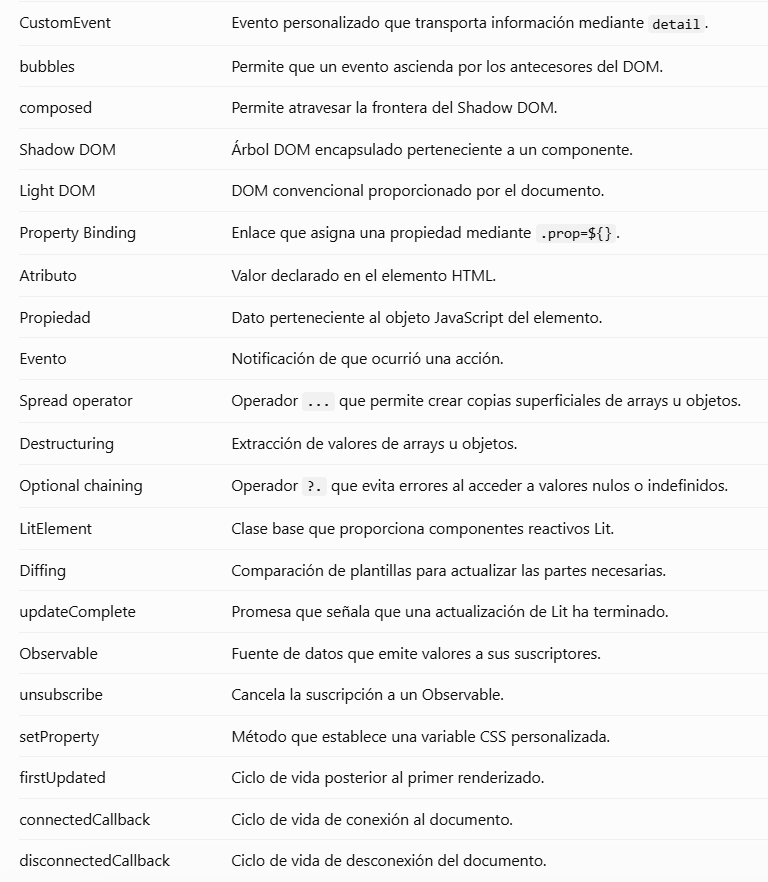 CustomEvent Evento personalizado que transporta información mediante detail.
bubbles Permite que un evento ascienda por los antecesores del DOM.
composed Permite atravesar la frontera del Shadow DOM.
Shadow DOM Árbol DOM encapsulado perteneciente a un componente.
Light DOM DOM convencional proporcionado por el documento.
Property Binding Enlace que asigna una propiedad mediante .prop=${}.
Atributo Valor declarado en el elemento HTML.
Propiedad Dato perteneciente al objeto JavaScript del elemento.
Evento Notificación de que ocurrió una acción.
Spread operator Operador ... que permite crear copias superficiales de arrays u objetos.
Destructuring Extracción de valores de arrays u objetos.
Optional chaining Operador ?. que evita errores al acceder a valores nulos o indefinidos.
LitElement Clase base que proporciona componentes reactivos Lit.
Diffing Comparación de plantillas para actualizar las partes necesarias.
updateComplete Promesa que señala que una actualización de Lit ha terminado.
Observable Fuente de datos que emite valores a sus suscriptores.
unsubscribe Cancela la suscripción a un Observable.
setProperty Método que establece una variable CSS personalizada.
firstUpdated Ciclo de vida posterior al primer renderizado.
connectedCallback Ciclo de vida de conexión al documento.
disconnectedCallback Ciclo de vida de desconexión del documento.